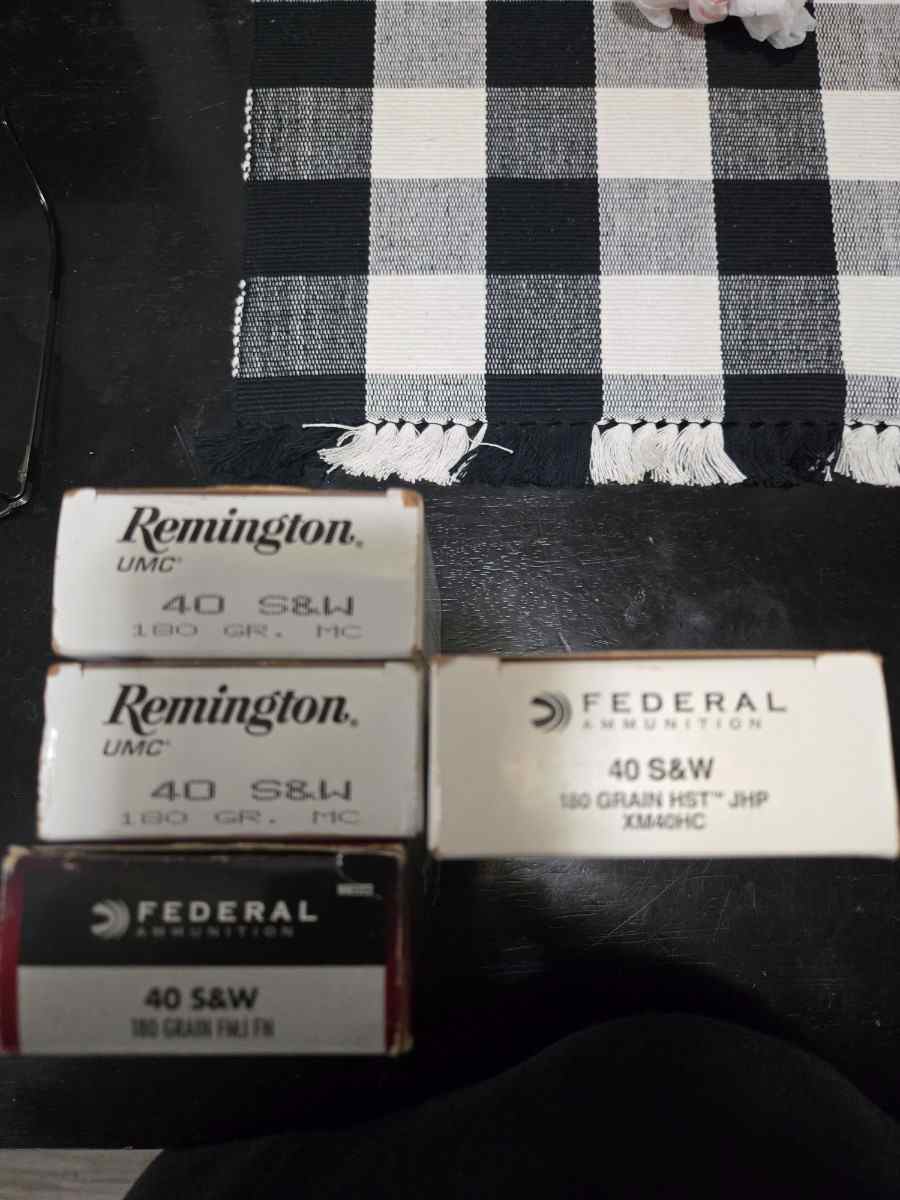 Remington®
UMC®
40 S&W
180 GR. MC
Remington®
UMC®
40 S&W
180 GR. MC
FEDERAL
AMMUNITION
40 S&W
180 GRAIN HST™ JHP
XM40HC
FEDERAL
AMMUNITION
40 S&W
180 GRAIN FMJ FN